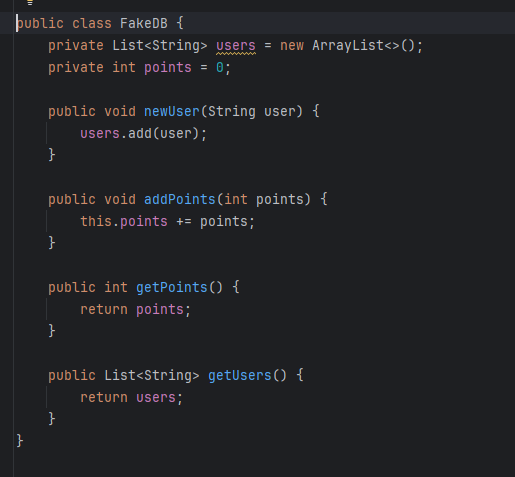 public class FakeDB {
    private List<String> users = new ArrayList<>();
    private int points = 0;

    public void newUser(String user) {
        users.add(user);
    }

    public void addPoints(int points) {
        this.points += points;
    }

    public int getPoints() {
        return points;
    }

    public List<String> getUsers() {
        return users;
    }
}